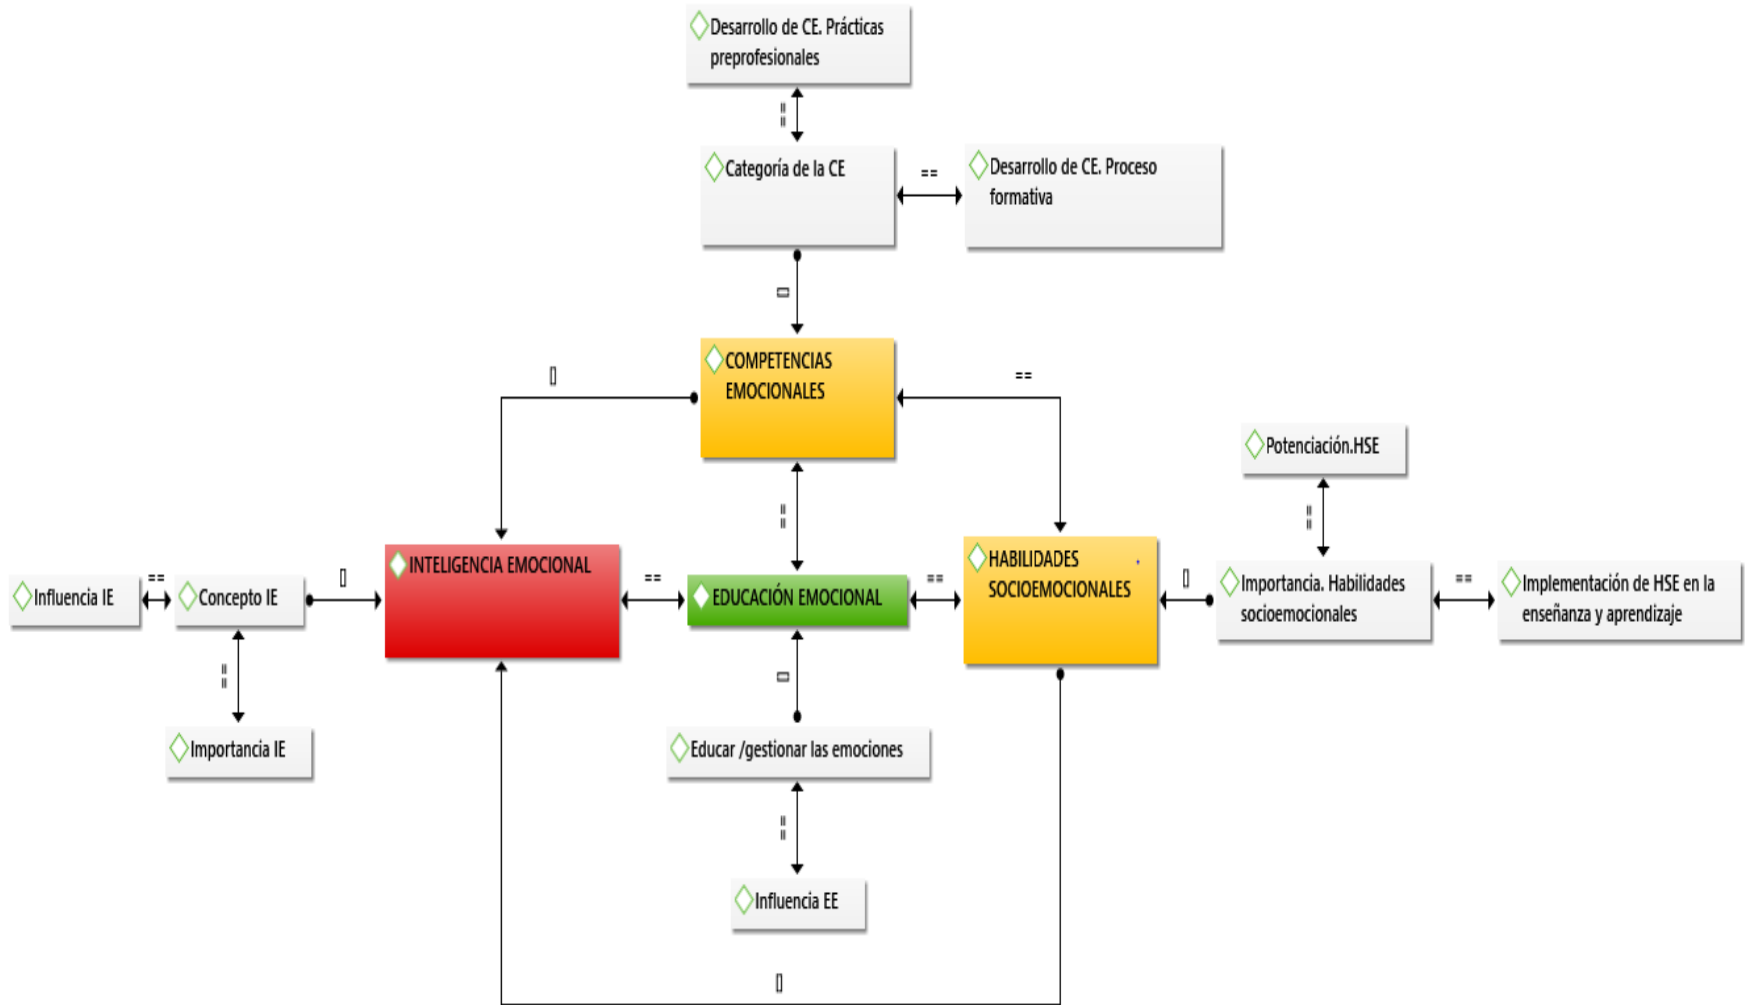 Desarrollo de CE. Prácticas
preprofesionales
==
Categoría de la CE
==
Desarrollo de CE. Proceso
formativa
[]
COMPETENCIAS
EMOCIONALES
[]
==
Potenciación.HSE
==
==
INTELIGENCIA EMOCIONAL
HABILIDADES
SOCIOEMOCIONALES
Influencia IE
==
Concepto IE
[]
==
EDUCACIÓN EMOCIONAL
==
[]
Importancia. Habilidades
socioemocionales
==
Implementación de HSE en la
enseñanza y aprendizaje
==
[]
Importancia IE
Educar /gestionar las emociones
==
Influencia EE
[]